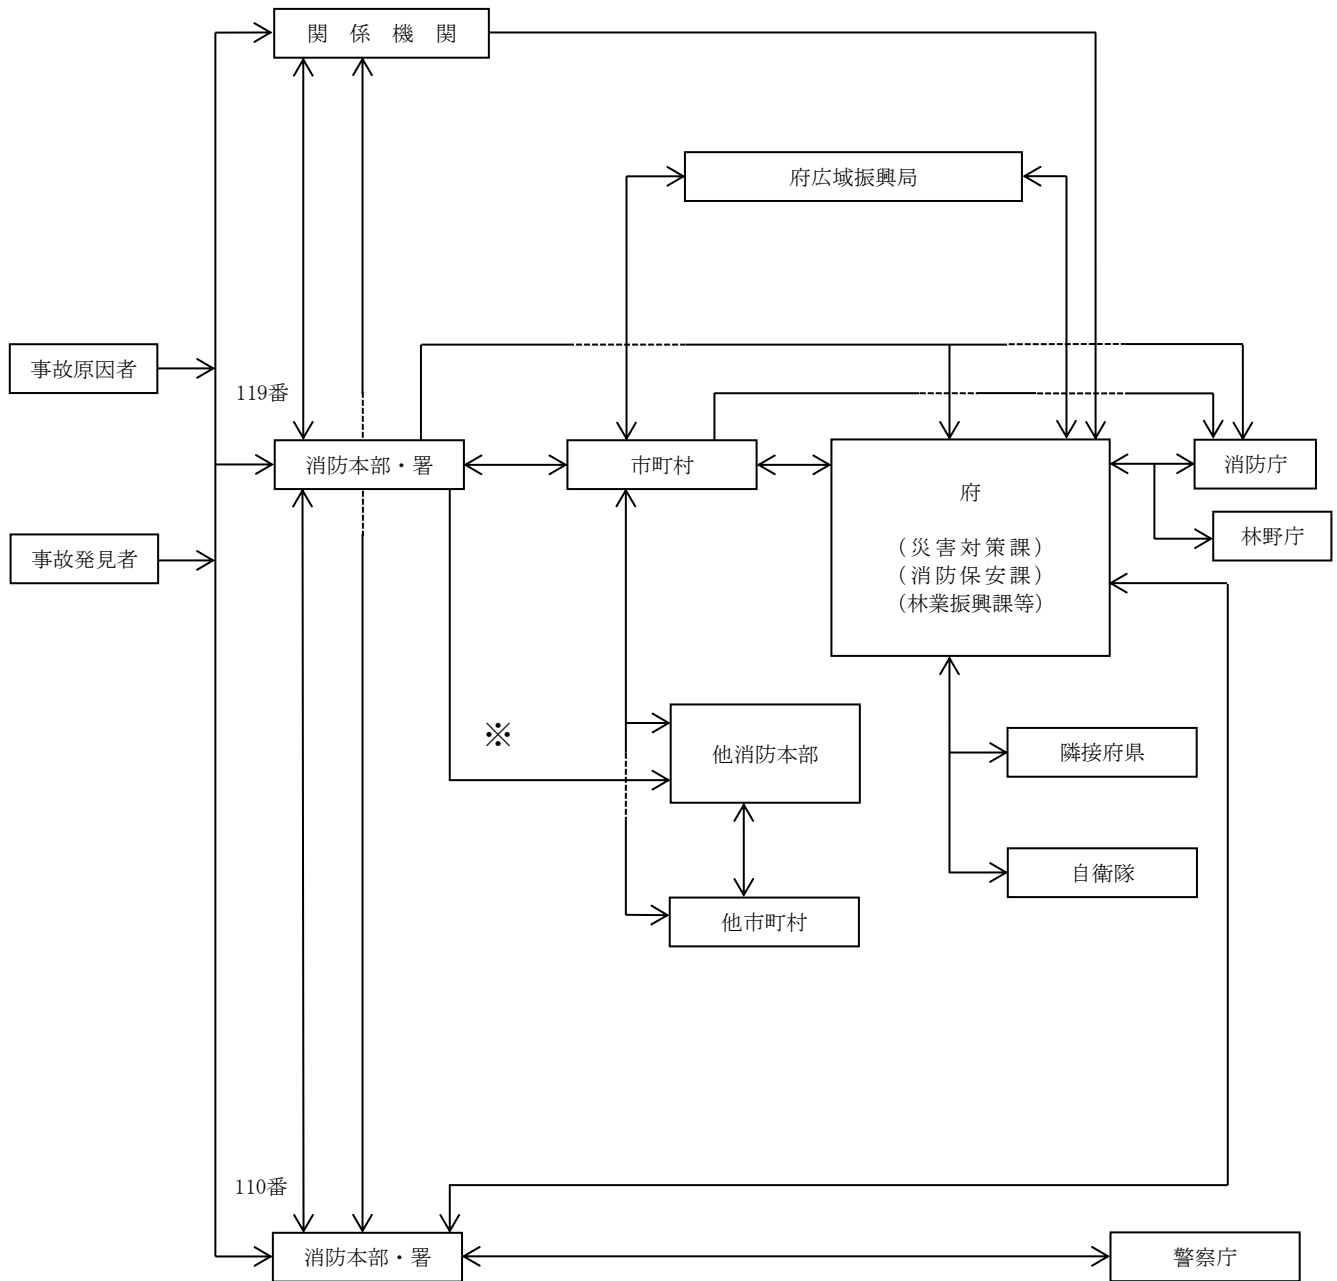 関係機関
府広域振興局
事故原因者
119番
消防本部・署
市町村
府
(災害対策課)
(消防保安課)
(林業振興課等)
消防庁
林野庁
事故発見者
※
他消防本部
隣接府県
自衛隊
他市町村
110番
消防本部・署
警察庁